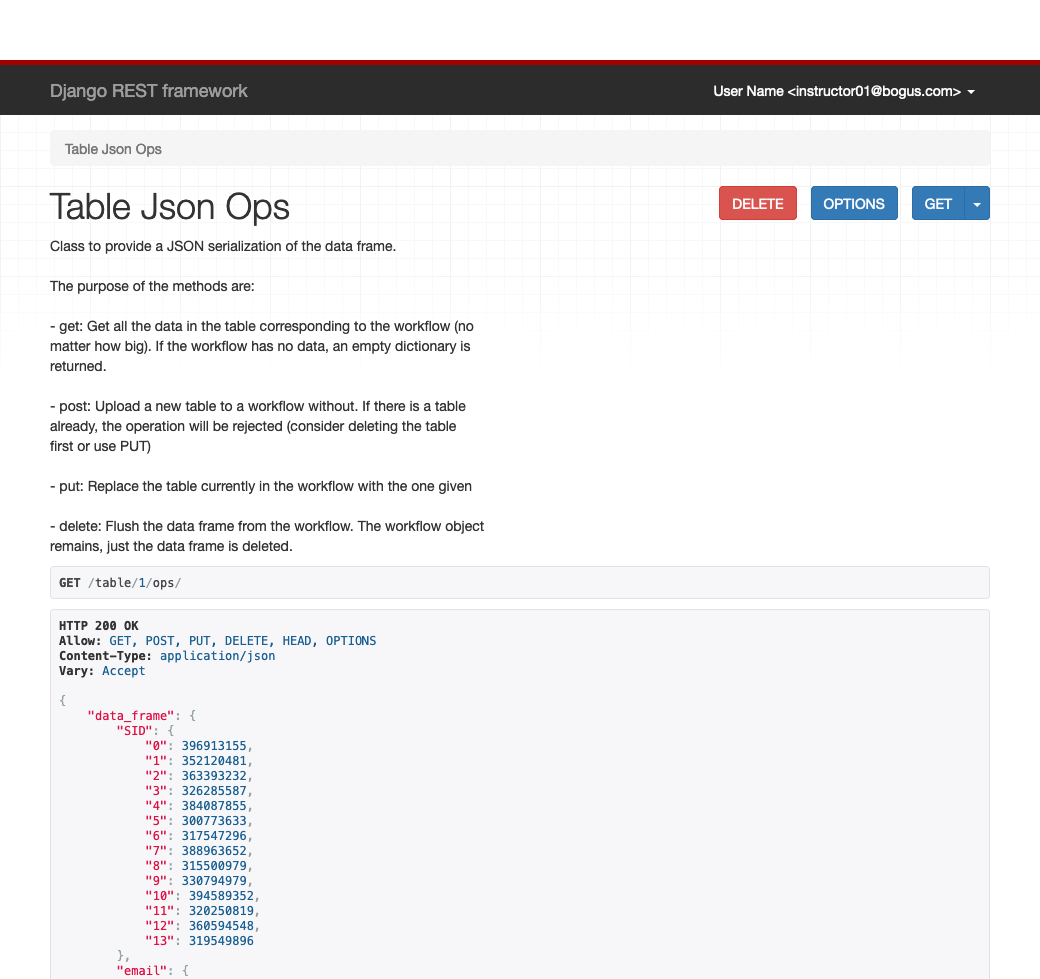 Django REST framework
User Name <instructor01@bogus.com>
Table Json Ops
Table Json Ops
DELETE
OPTIONS
GET
Class to provide a JSON serialization of the data frame.
The purpose of the methods are:
- get: Get all the data in the table corresponding to the workflow (no
matter how big). If the workflow has no data, an empty dictionary is
returned.
- post: Upload a new table to a workflow without. If there is a table
already, the operation will be rejected (consider deleting the table
first or use PUT)
- put: Replace the table currently in the workflow with the one given
- delete: Flush the data frame from the workflow. The workflow object
remains, just the data frame is deleted.
GET /table/1/ops/
HTTP 200 OK
Allow: GET, POST, PUT, DELETE, HEAD, OPTIONS
Content-Type: application/json
Vary: Accept
{
"data_frame": {
"SID": {
"0": 396913155,
"1": 352120481,
"2": 363393232,
"3": 326285587,
"4": 384087855,
"5": 300773633,
"6": 317547296,
"7": 388963652,
"8": 315500979,
"9": 330794979,
"10": 394589352,
"11": 320250819,
"12": 360594548,
"13": 319549896
},
"email": {